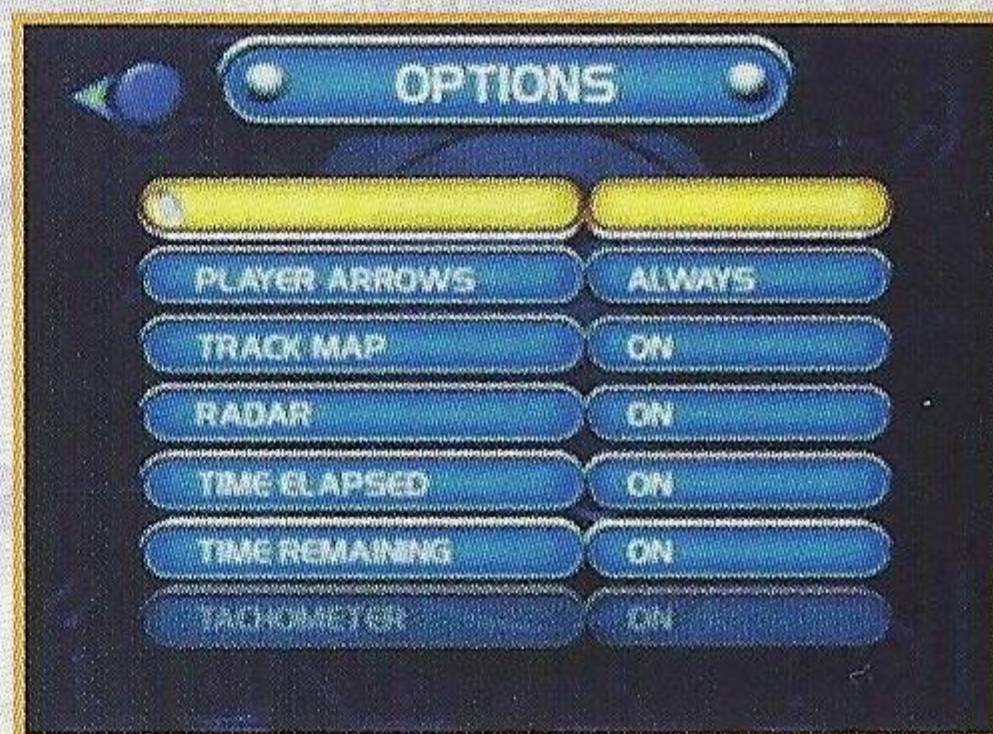 OPTIONS
PLAYER ARROWS ALWAYS
TRACK MAP ON
RADAR ON
TIME ELAPSED ON
TIME REMAINING ON
TACHOMETER ON